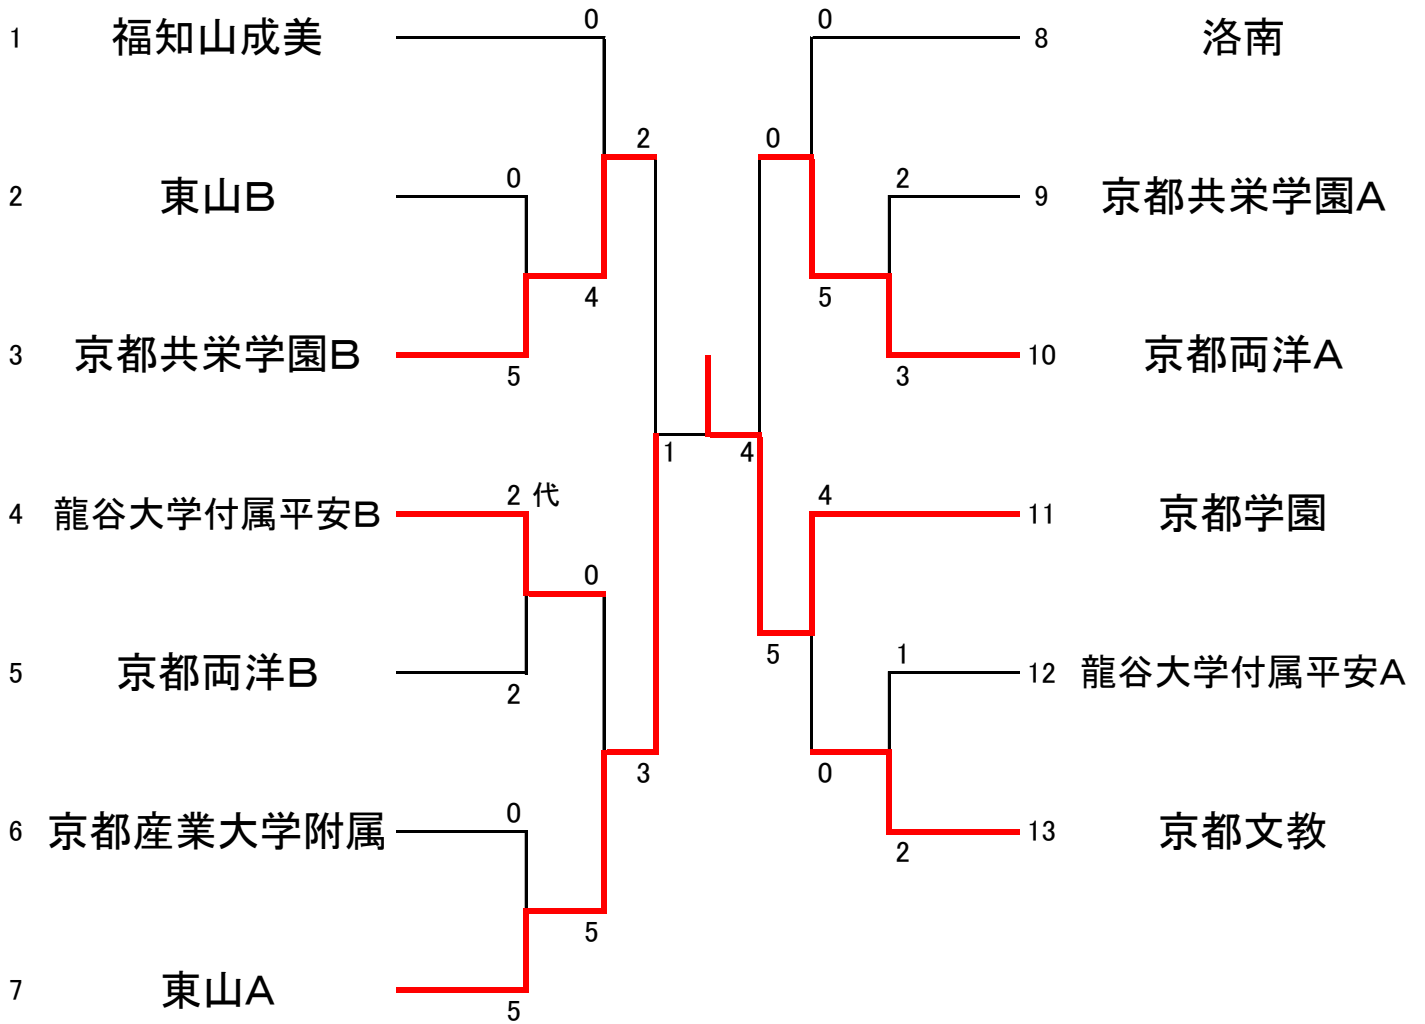 0 0
1 福知山成美 8 洛南
2 0
0 2
2 東山B 9 京都共栄学園A
4 5
3 京都共栄学園B 10 京都両洋A
5 3
1 4
2 代 4
4 龍谷大学付属平安B 11 京都学園
0
5 1
5 京都両洋B 12 龍谷大学付属平安A
2
3 0
0
6 京都産業大学附属 13 京都文教
2
5
7 東山A
5